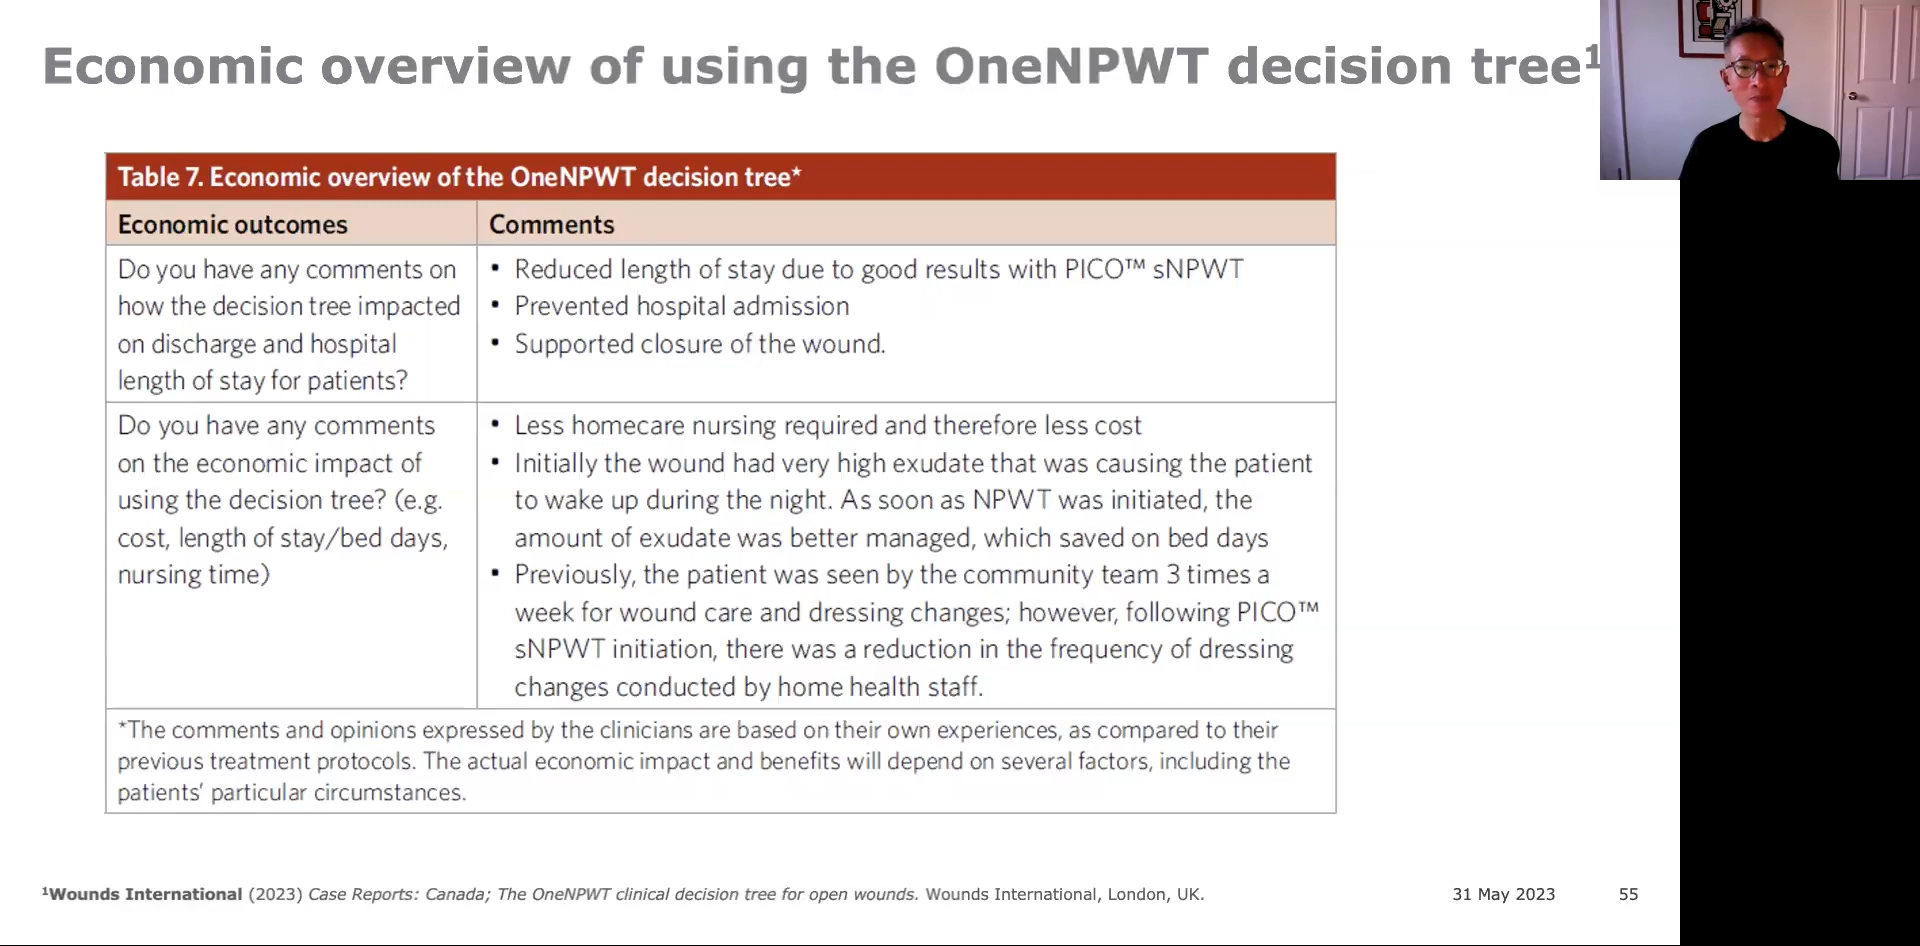 Economic overview of using the OneNPWT decision tree¹
Table 7. Economic overview of the OneNPWT decision tree*
Economic outcomes
Comments
Do you have any comments on
how the decision tree impacted
on discharge and hospital
length of stay for patients?
• Reduced length of stay due to good results with PICO™ sNPWT
• Prevented hospital admission
• Supported closure of the wound.
Do you have any comments
on the economic impact of
using the decision tree? (e.g.
cost, length of stay/bed days,
nursing time)
• Less homecare nursing required and therefore less cost
• Initially the wound had very high exudate that was causing the patient
to wake up during the night. As soon as NPWT was initiated, the
amount of exudate was better managed, which saved on bed days
• Previously, the patient was seen by the community team 3 times a
week for wound care and dressing changes; however, following PICO™
sNPWT initiation, there was a reduction in the frequency of dressing
changes conducted by home health staff.
*The comments and opinions expressed by the clinicians are based on their own experiences, as compared to their
previous treatment protocols. The actual economic impact and benefits will depend on several factors, including the
patients’ particular circumstances.
¹Wounds International (2023) Case Reports: Canada; The OneNPWT clinical decision tree for open wounds. Wounds International, London, UK.
31 May 2023
55